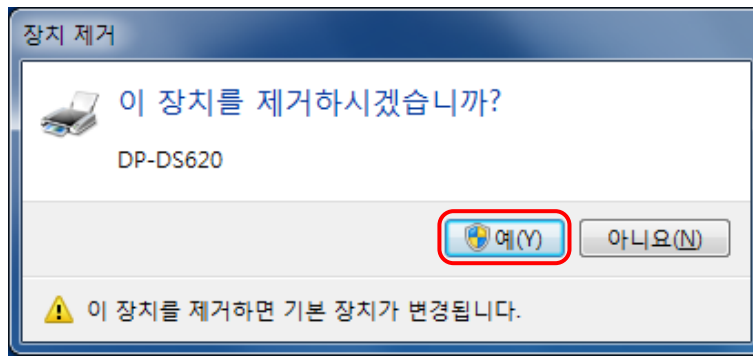 장치 제거
이 장치를 제거하시겠습니까?
DP-DS620
예(Y)
아니요(N)
이 장치를 제거하면 기본 장치가 변경됩니다.